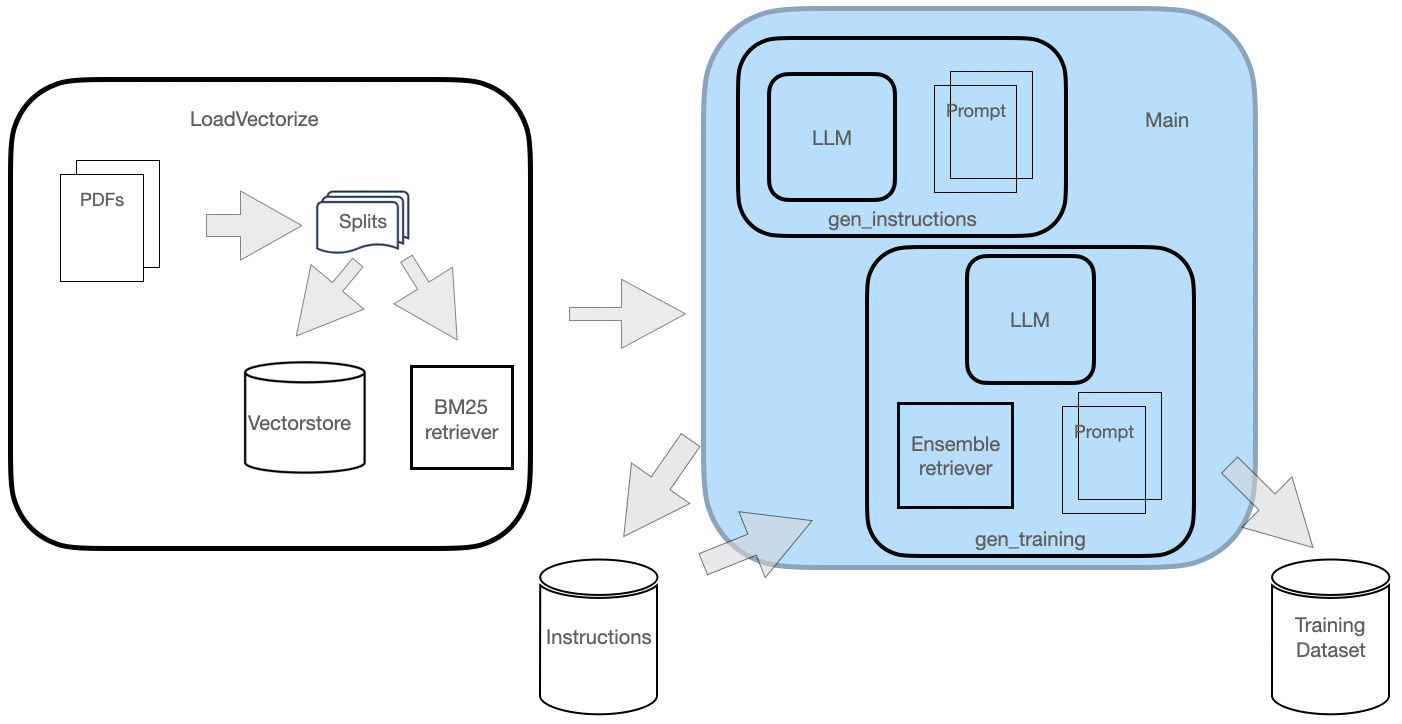 LoadVectorize
PDFs
Splits
Vectorstore
BM25
retriever
Main
LLM
Prompt
gen_instructions
LLM
Ensemble
retriever
Prompt
gen_training
Instructions
Training
Dataset